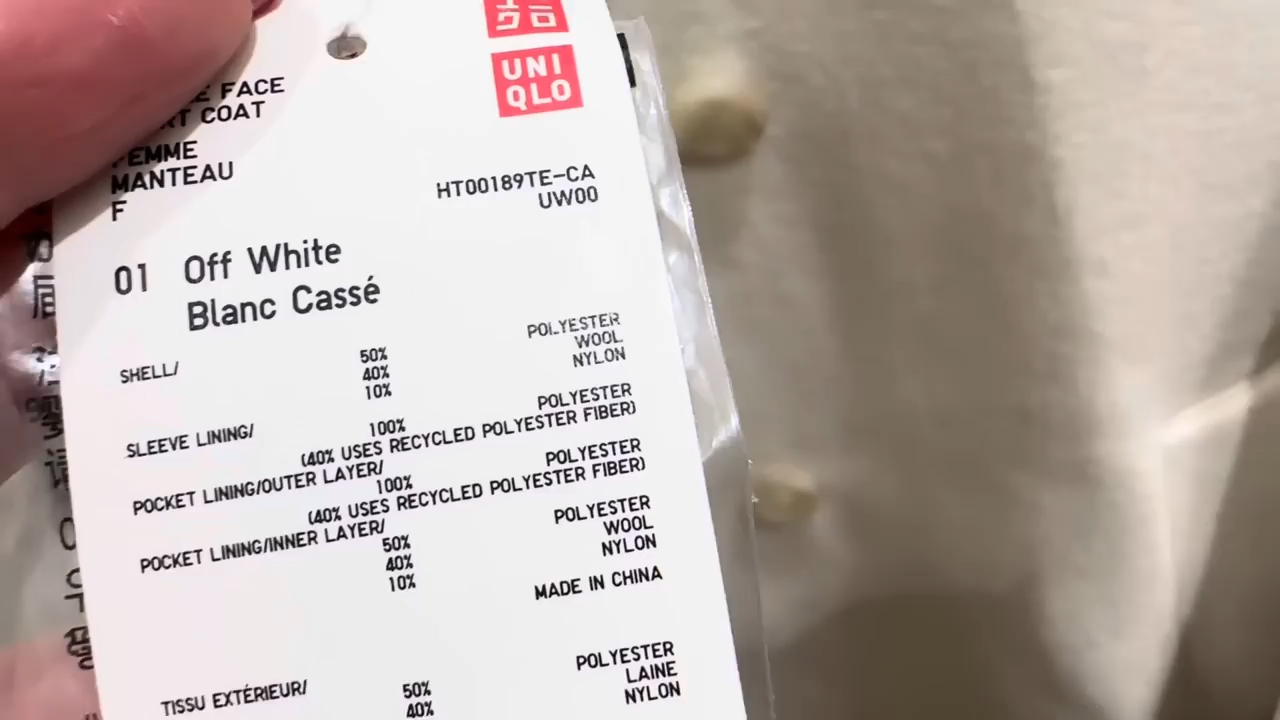 ユ
ク
ロ
UNI
QLO
FACE
COAT
FEMME
MANTEAU
F
HT00189TE-CA
UW00
01 Off White
Blanc Cassé
SHELL/ 50% POLYESTER
40% WOOL
10% NYLON
SLEEVE LINING/ 100% POLYESTER
(40% USES RECYCLED POLYESTER FIBER)
POCKET LINING/OUTER LAYER/
100% POLYESTER
(40% USES RECYCLED POLYESTER FIBER)
POCKET LINING/INNER LAYER/
50% POLYESTER
40% WOOL
10% NYLON
MADE IN CHINA
TISSU EXTÉRIEUR/ 50% POLYESTER
40% LAINE
NYLON